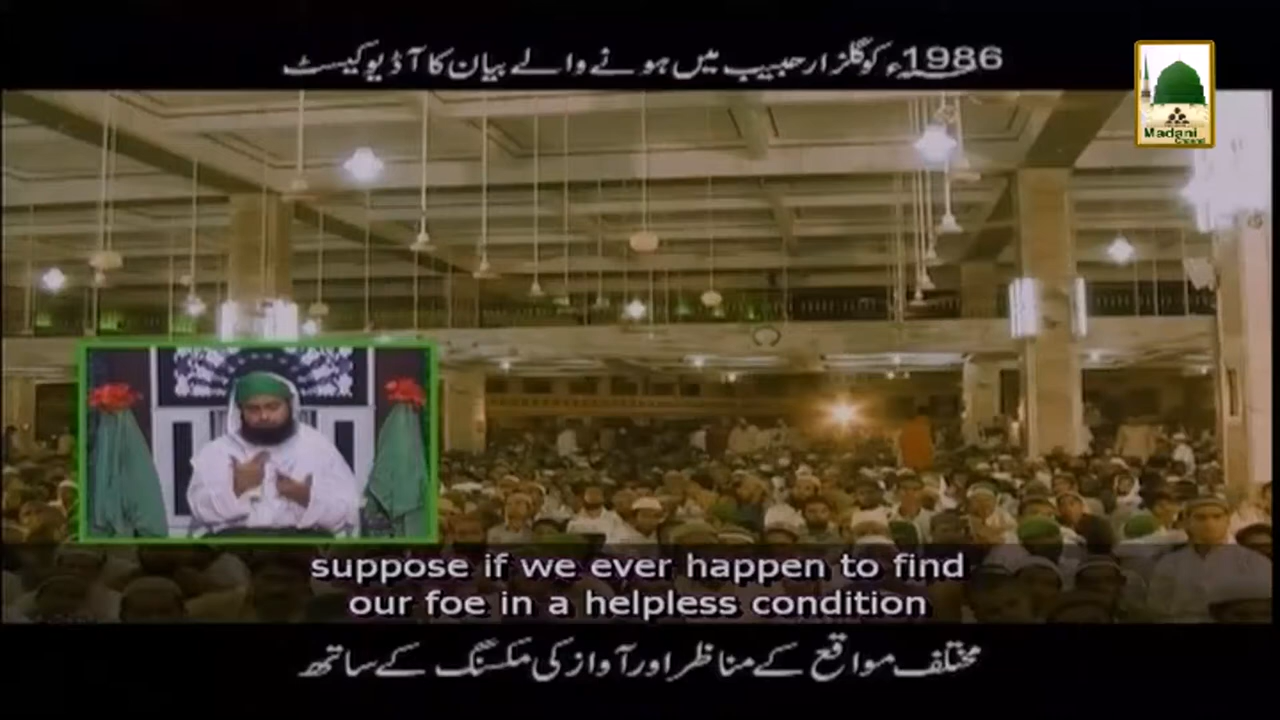 1986ء کو گلزار حبیب میں ہونے والے بیان کا آڈیو کیسٹ
Madani
Channel
suppose if we ever happen to find
our foe in a helpless condition
مختلف مواقع کے مناظر اور آواز کی مکسنگ کے ساتھ